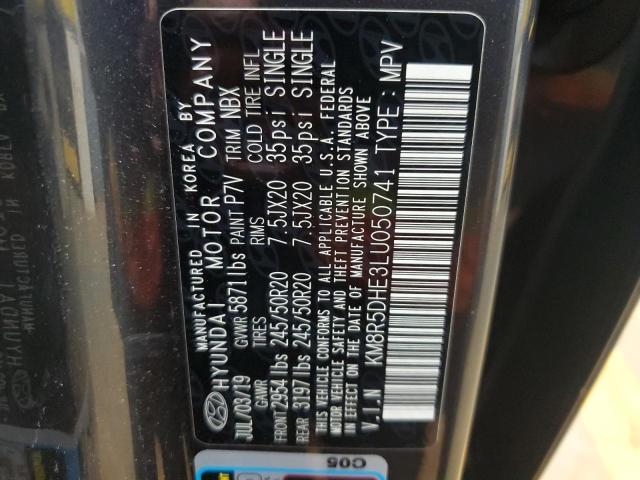 MANUFACTURED IN KOREA BY
HYUNDAI MOTOR COMPANY
JUL/03/19 GVWR 5871lbs PAINT P7V TRIM NBX
GAWR TIRES RIMS COLD TIRE INFL
FRONT 2954 lbs 245/50R20 7.5JX20 35psi SINGLE
REAR 3197 lbs 245/50R20 7.5JX20 35psi SINGLE
THIS VEHICLE CONFORMS TO ALL APPLICABLE U.S.A. FEDERAL
MOTOR VEHICLE SAFETY AND THEFT PREVENTION STANDARDS
IN EFFECT ON THE DATE OF MANUFACTURE SHOWN ABOVE
V.I.N KM8R5DHE3LU050741 TYPE : MPV
C05